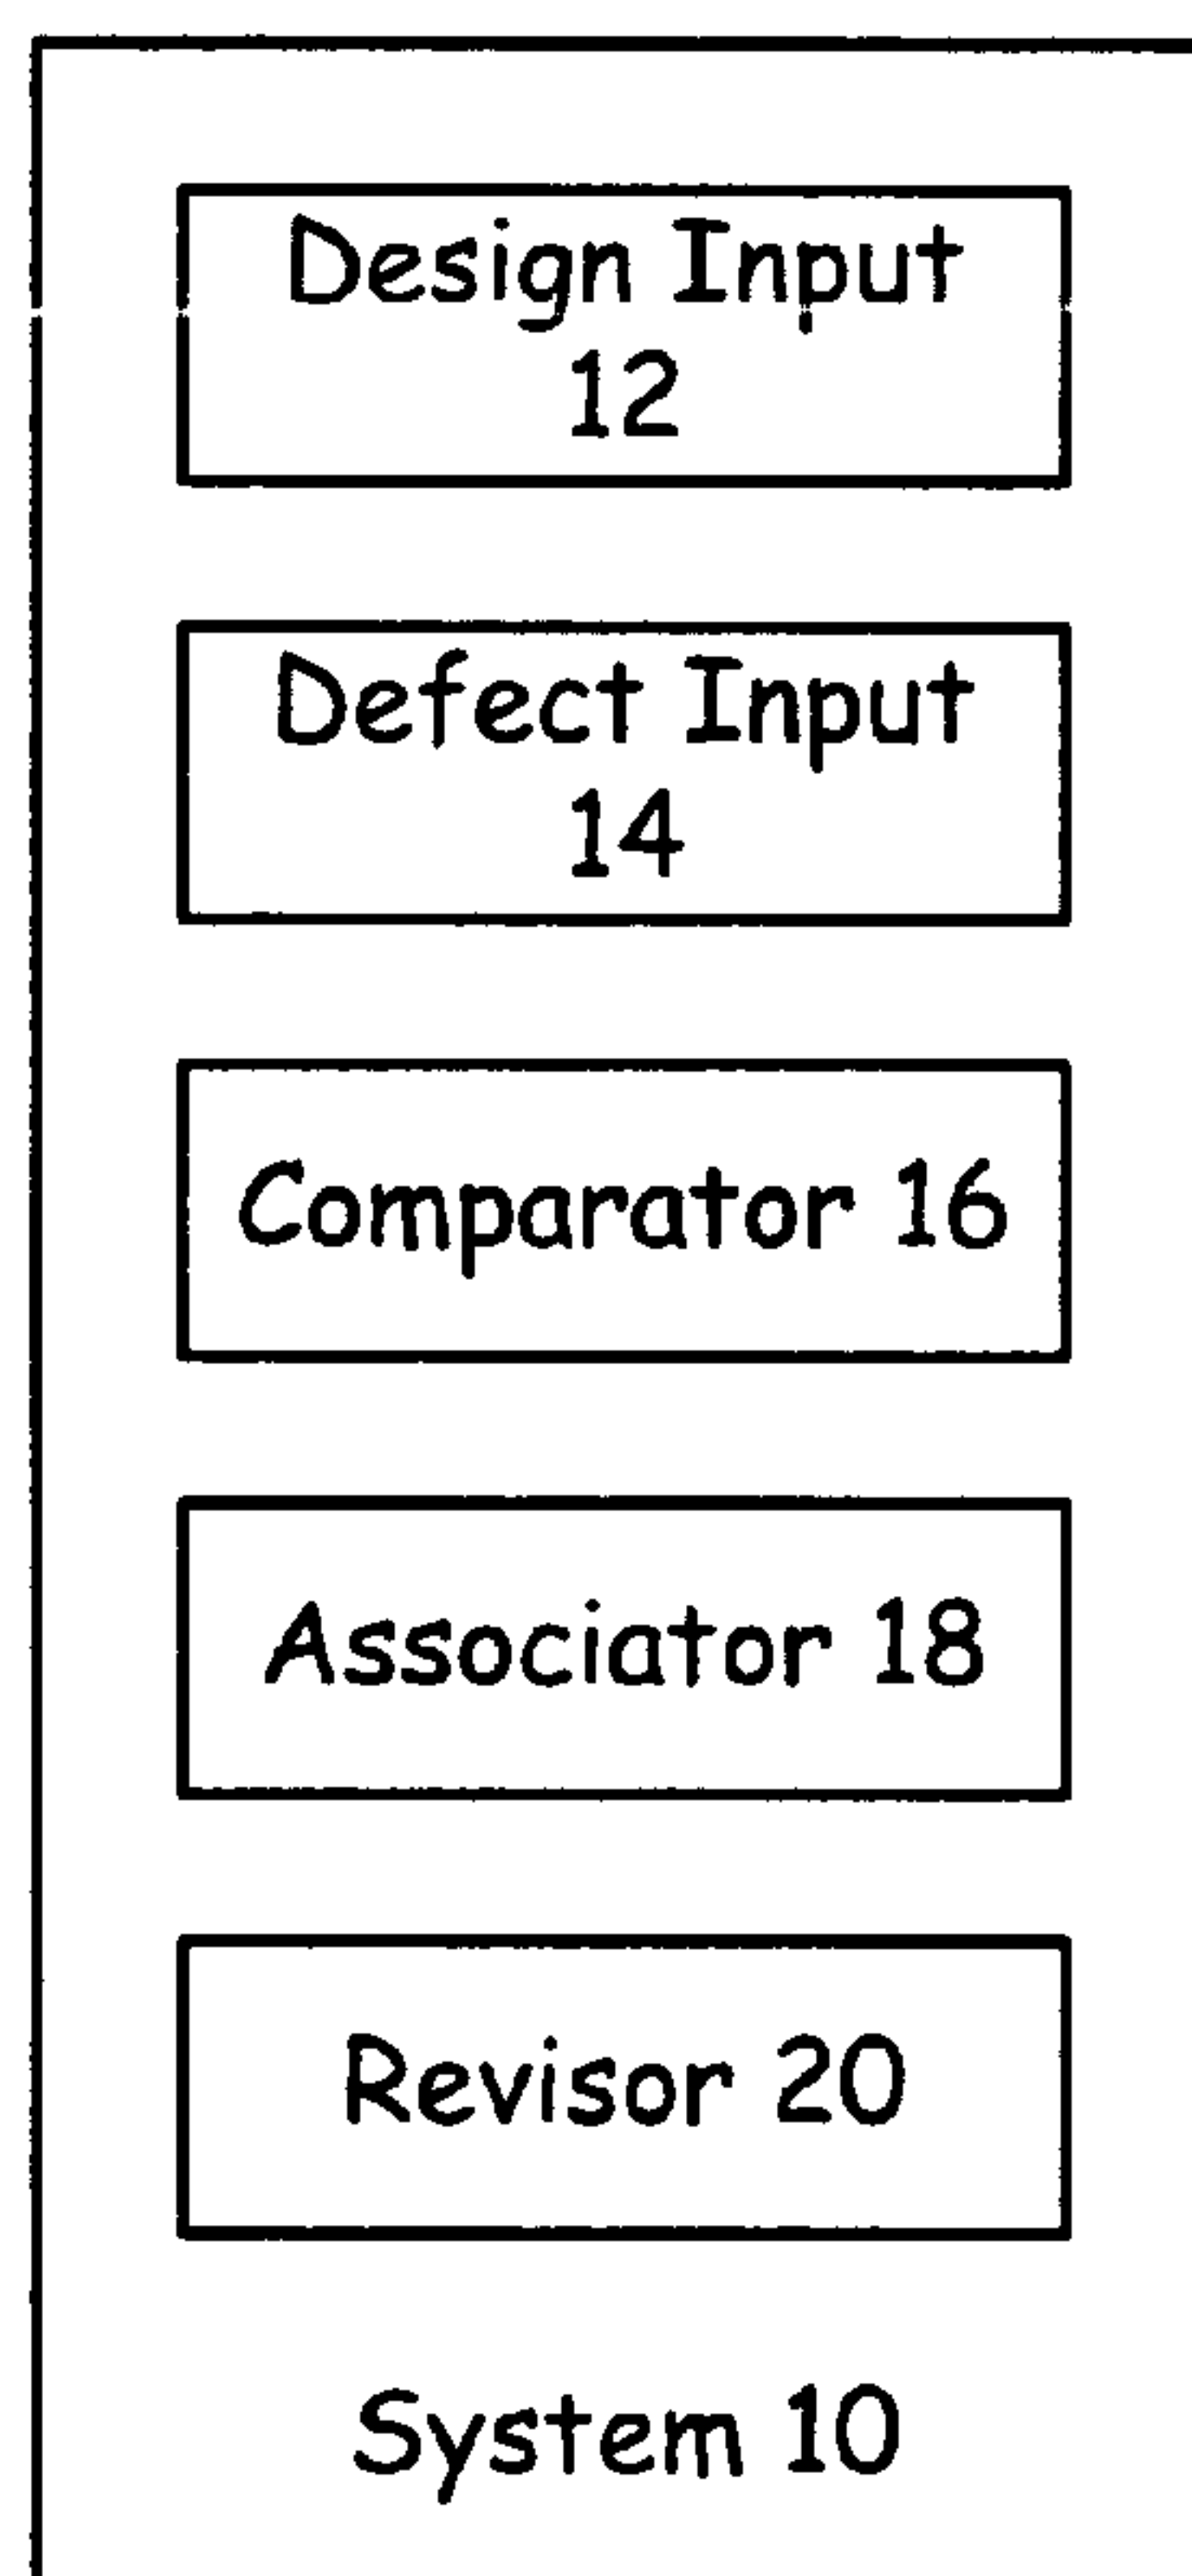 Design Input
12
Defect Input
14
Comparator 16
Associator 18
Revisor 20
System 10